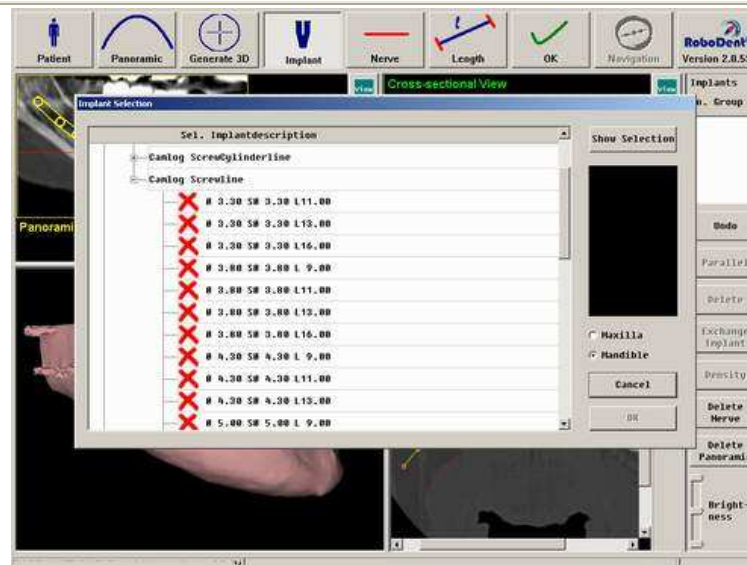 Patient
Panoramic
Generate 3D
Implant
Nerve
Length
OK
Navigation
RoboDent
Version 2.0.5
View
Cross-sectional View
View
Implants
Group
Implant Selection
Sel. Implantdescription
Show Selection
Camlog ScrewCylinderline
Camlog Screwline
Ø 3.30 SØ 3.30 L11.00
Ø 3.30 SØ 3.30 L13.00
Ø 3.30 SØ 3.30 L16.00
Ø 3.80 SØ 3.80 L 9.00
Ø 3.80 SØ 3.80 L11.00
Ø 3.80 SØ 3.80 L13.00
Ø 3.80 SØ 3.80 L16.00
Ø 4.30 SØ 4.30 L 9.00
Ø 4.30 SØ 4.30 L11.00
Ø 4.30 SØ 4.30 L13.00
Ø 5.00 SØ 5.00 L 9.00
Maxilla
Mandible
Cancel
OK
Panorami
Undo
Parallel
Delete
Exchange
Implant
Density
Delete
Nerve
Delete
Panorami
Bright-
ness